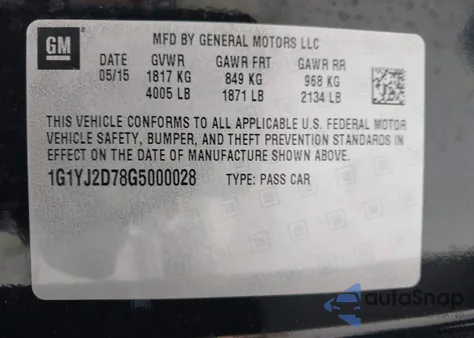 GM
MFD BY GENERAL MOTORS LLC
DATE GVWR GAWR FRT GAWR RR
05/15 1817 KG 849 KG 968 KG
4005 LB 1871 LB 2134 LB
THIS VEHICLE CONFORMS TO ALL APPLICABLE U.S. FEDERAL MOTOR
VEHICLE SAFETY, BUMPER, AND THEFT PREVENTION STANDARDS IN
EFFECT ON THE DATE OF MANUFACTURE SHOWN ABOVE.
1G1YJ2D78G5000028 TYPE: PASS CAR
autoSnap